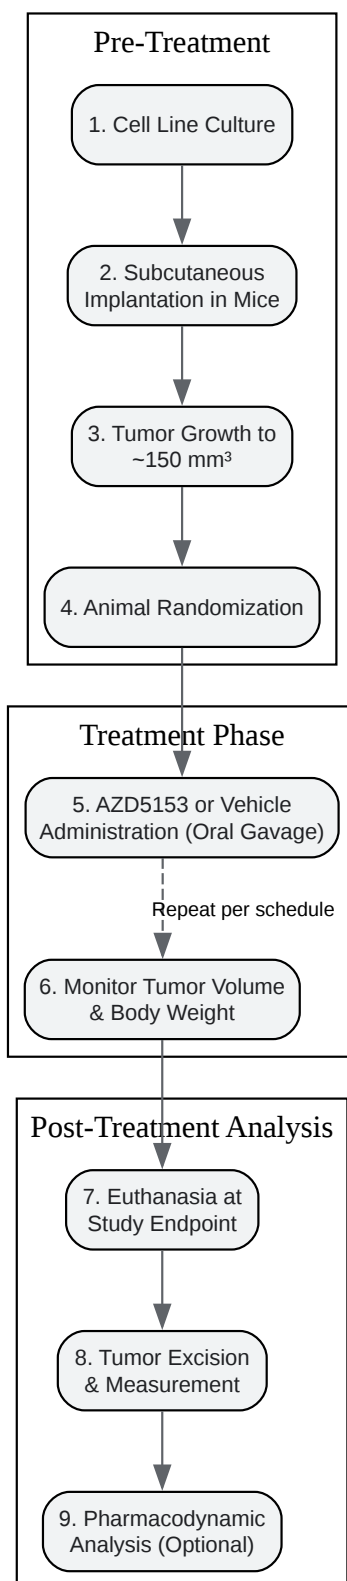 Pre-Treatment
1. Cell Line Culture
2. Subcutaneous
Implantation in Mice
3. Tumor Growth to
~150 mm³
4. Animal Randomization
Treatment Phase
5. AZD5153 or Vehicle
Administration (Oral Gavage)
Repeat per schedule
6. Monitor Tumor Volume
& Body Weight
Post-Treatment Analysis
7. Euthanasia at
Study Endpoint
8. Tumor Excision
& Measurement
9. Pharmacodynamic
Analysis (Optional)